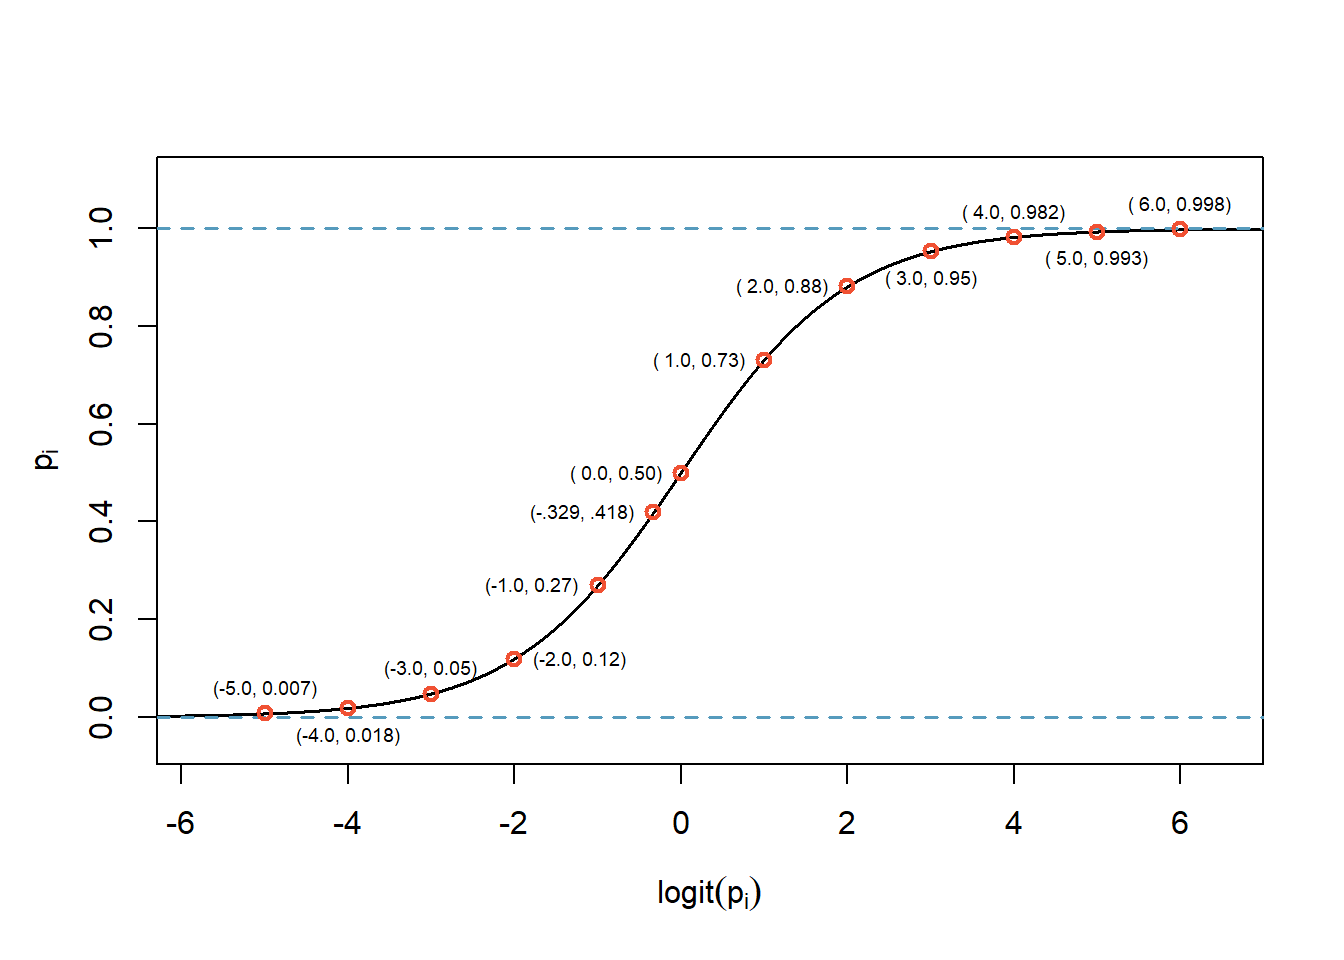 ( 6.0, 0.998)
( 4.0, 0.982)
( 5.0, 0.993)
( 3.0, 0.95)
( 2.0, 0.88)
( 1.0, 0.73)
( 0.0, 0.50)
(-.329, .418)
(-1.0, 0.27)
(-2.0, 0.12)
(-3.0, 0.05)
(-5.0, 0.007)
(-4.0, 0.018)
1.0
0.8
0.6
0.4
0.2
0.0
pᵢ
-6 -4 -2 0 2 4 6
logit(pᵢ)